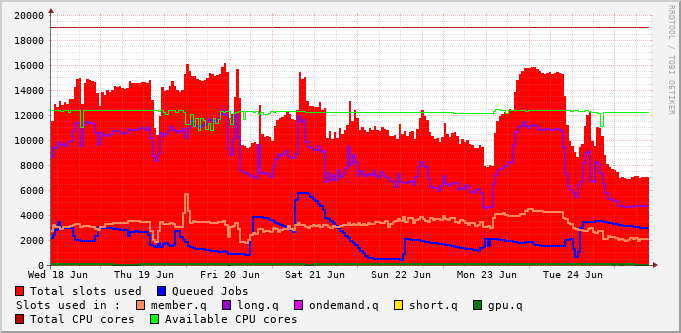 RRDTOOL / TOBI OETIKER
20000
18000
16000
14000
12000
10000
8000
6000
4000
2000
0
Wed 18 Jun Thu 19 Jun Fri 20 Jun Sat 21 Jun Sun 22 Jun Mon 23 Jun Tue 24 Jun
Total slots used Queued Jobs
Slots used in : member.q long.q ondemand.q short.q gpu.q
Total CPU cores Available CPU cores